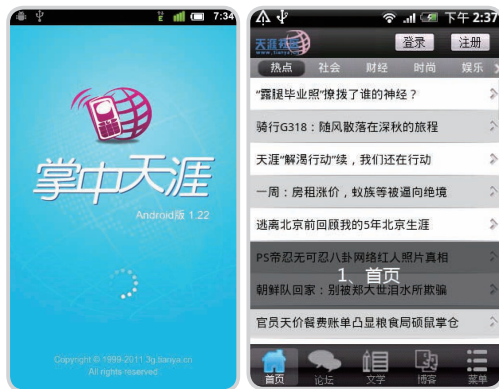 7:34
掌中天涯
Android版 1.22
Copyright © 1999-2011 3g.tianya.cn
All rights reserved
下午 2:37
天涯社区
登录
注册
热点 社会 财经 时尚 娱乐
“露腿毕业照”撩拨了谁的神经？
骑行G318：随风散落在深秋的旅程
天涯“解渴行动”续，我们还在行动
一周：房租涨价，蚁族等被逼向绝境
逃离北京前回顾我的5年北京生涯
PS帝忍无可忍八卦网络红人照片真相
1、首页
朝鲜队回家：别被郑大世泪水所欺骗
官员天价餐费账单凸显粮食局硕鼠掌仓
首页 论坛 文学 博客 菜单